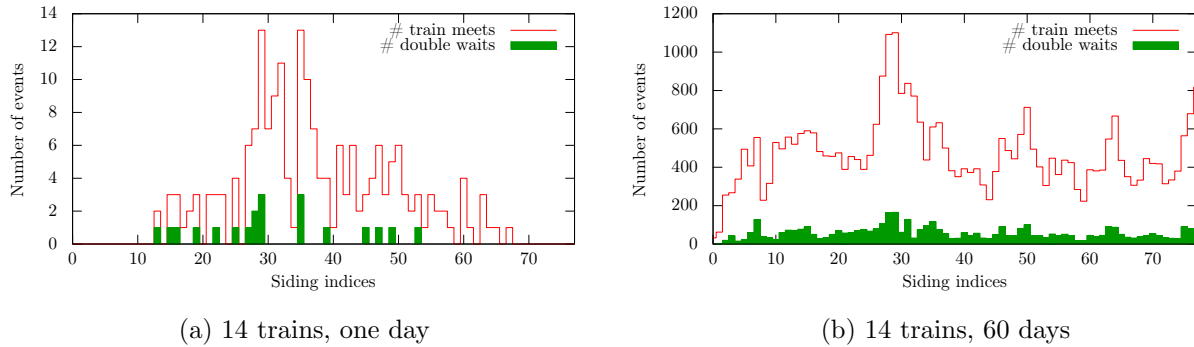 14
12
10
8
6
4
2
0
Number of events
# train meets
# double waits
0 10 20 30 40 50 60 70
Siding indices
(a) 14 trains, one day
1200
1000
800
600
400
200
0
Number of events
# train meets
# double waits
0 10 20 30 40 50 60 70
Siding indices
(b) 14 trains, 60 days